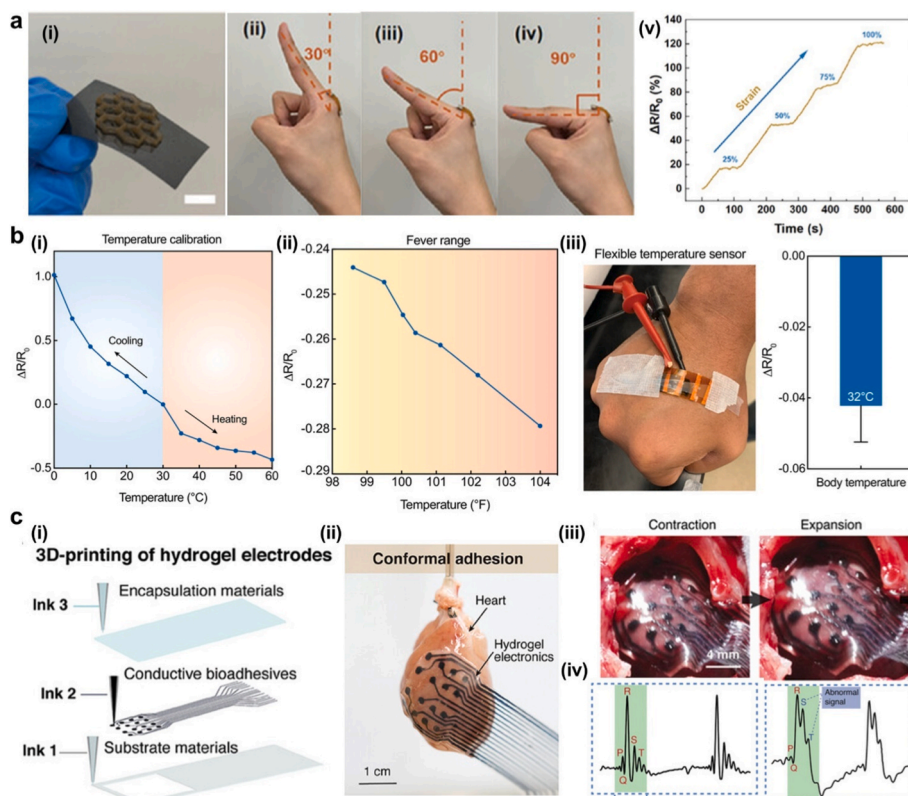 a
(i)
(ii)
30°
(iii)
60°
(iv)
90°
(v)
ΔR/R0 (%)
140
120
100
80
60
40
20
0
25%
50%
75%
100%
Strain
0 100 200 300 400 500 600
Time (s)
b
(i)
Temperature calibration
ΔR/R0
1.0
0.5
0.0
-0.5
Cooling
Heating
0 10 20 30 40 50 60
Temperature (°C)
(ii)
Fever range
ΔR/R0
-0.24
-0.25
-0.26
-0.27
-0.28
-0.29
98 99 100 101 102 103 104
Temperature (°F)
(iii)
Flexible temperature sensor
ΔR/R0
0.00
-0.02
-0.04
-0.06
32°C
Body temperature
c
(i)
3D-printing of hydrogel electrodes
Ink 3
Encapsulation materials
Ink 2
Conductive bioadhesives
Ink 1
Substrate materials
(ii)
Conformal adhesion
Heart
Hydrogel
electronics
1 cm
(iii)
Contraction
Expansion
4 mm
(iv)
R
P
S
T
Q
R
S
P
T
Q
Abnormal
signal